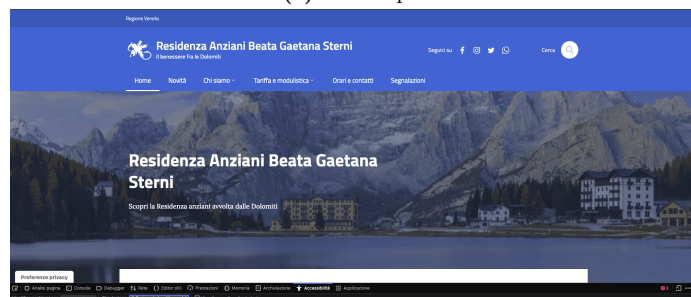 Regione Veneto
Residenza Anziani Beata Gaetana Sterni
Il benessere fra le Dolomiti
Seguici su
Cerca
Home Novità Chi siamo Tariffa e modulistica Orari e contatti Segnalazioni
Residenza Anziani Beata Gaetana
Sterni
Scopri la Residenza anziani avvolta dalle Dolomiti
Preferenze privacy
Analisi pagina Console Debugger Rete Editor stili Prestazioni Memoria Archiviazione Accessibilità Applicazione